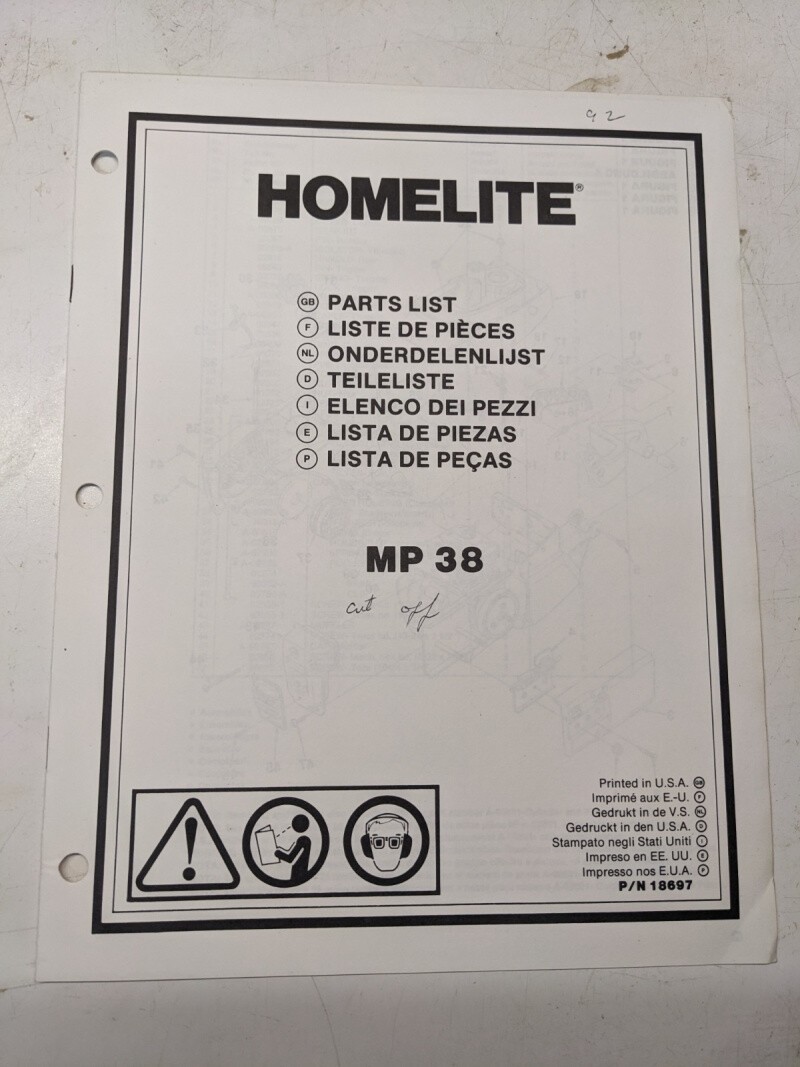 92
HOMELITE®
GB PARTS LIST
F LISTE DE PIÈCES
NL ONDERDELENLIJST
D TEILELISTE
I ELENCO DEI PEZZI
E LISTA DE PIEZAS
P LISTA DE PEÇAS
MP 38
cut off
Printed in U.S.A. GB
Imprimé aux E.-U. F
Gedrukt in de V.S. NL
Gedruckt in den U.S.A. D
Stampato negli Stati Uniti I
Impreso en EE. UU. E
Impresso nos E.U.A. P
P/N 18697